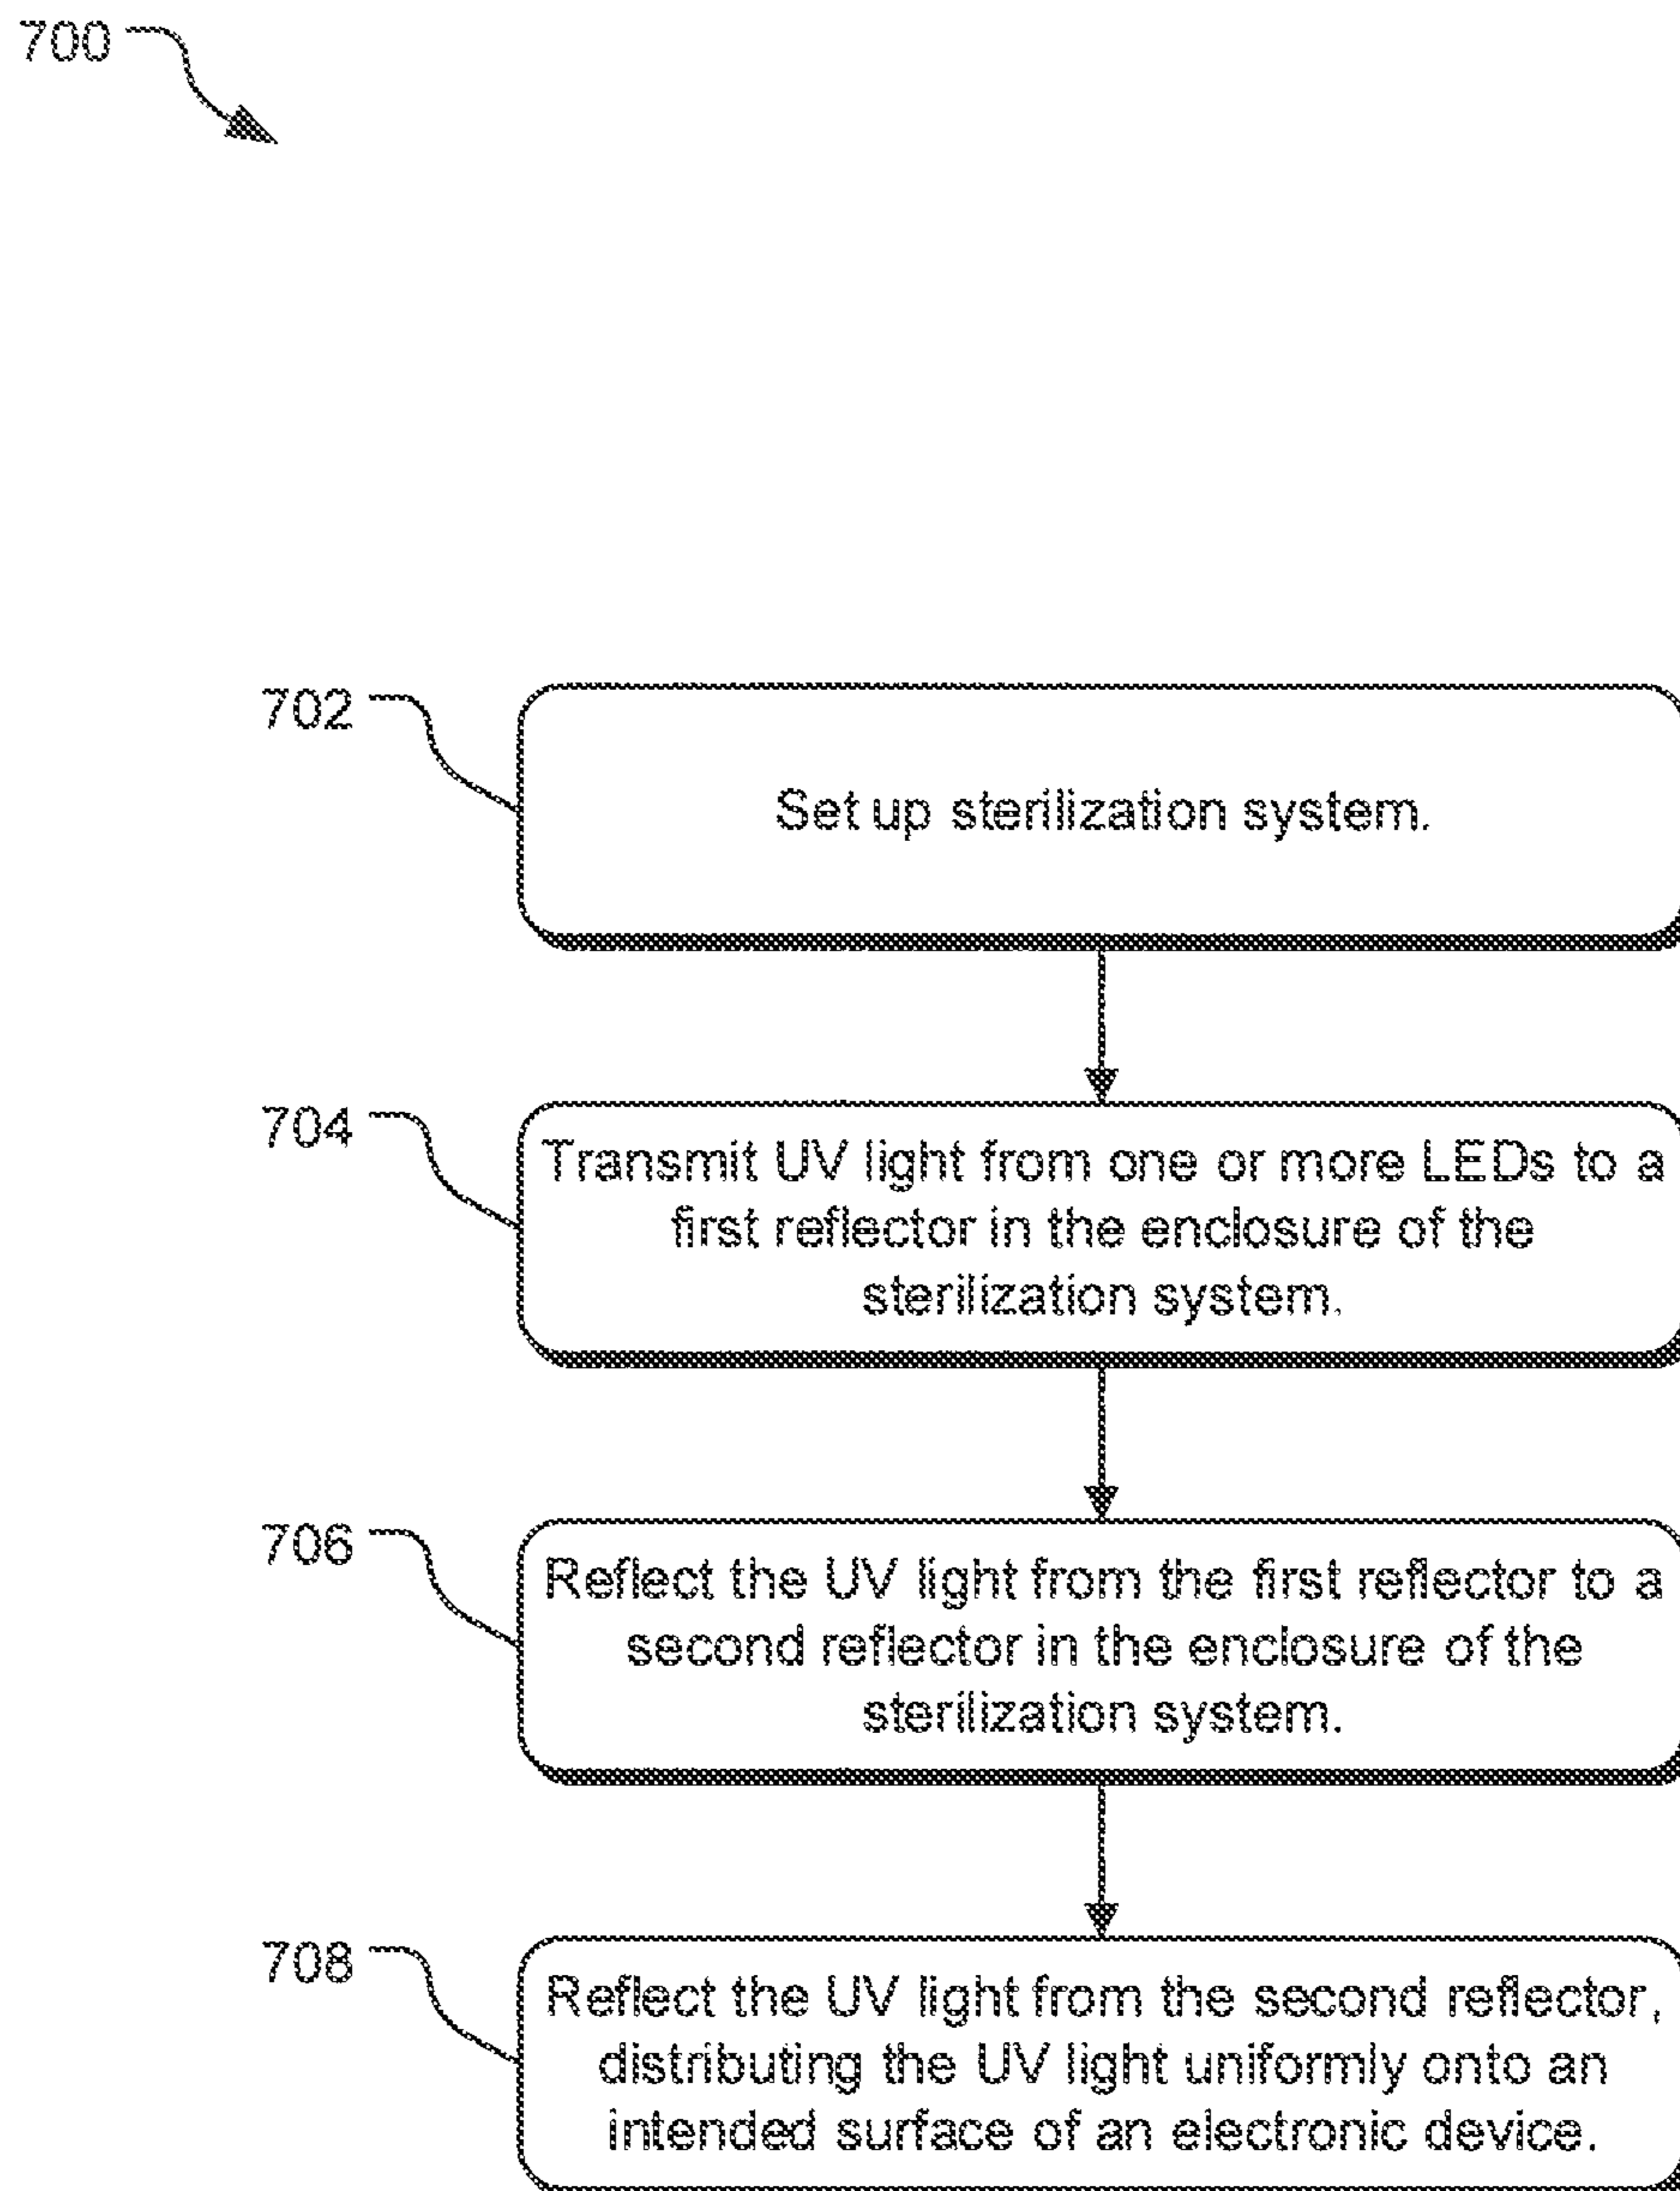 700
702
Set up sterilization system.
704
Transmit UV light from one or more LEDs to a
first reflector in the enclosure of the
sterilization system.
706
Reflect the UV light from the first reflector to a
second reflector in the enclosure of the
sterilization system.
708
Reflect the UV light from the second reflector,
distributing the UV light uniformly onto an
intended surface of an electronic device.